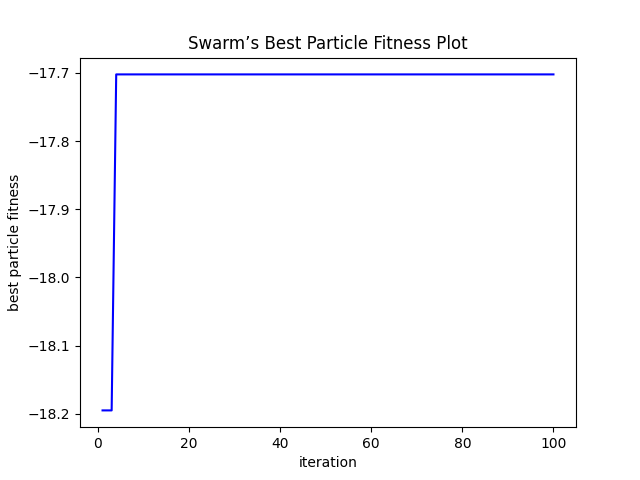 Swarm’s Best Particle Fitness Plot
best particle fitness
−17.7
−17.8
−17.9
−18.0
−18.1
−18.2
0 20 40 60 80 100
iteration